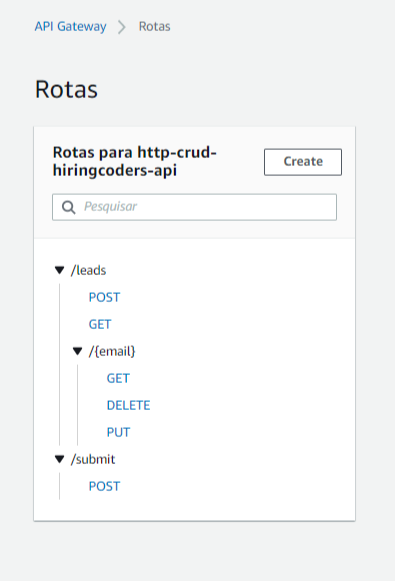 API Gateway > Rotas
Rotas
Rotas para http-crud-
hiringcoders-api
Create
Pesquisar
/leads
POST
GET
/{email}
GET
DELETE
PUT
/submit
POST